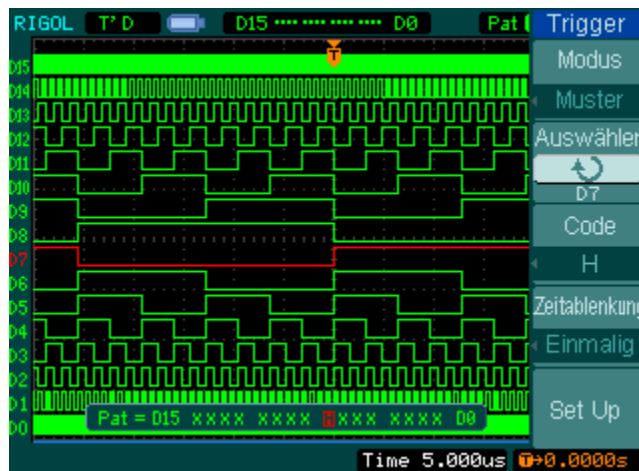 RIGOL T'D D15 •••• •••• •••• •••• D0 Pat
Trigger
Modus
Muster
Auswähler
D7
Code
H
Zeitablenkung
Einmalig
Set Up
T
D15
D14
D13
D12
D11
D10
D9
D8
D7
D6
D5
D4
D3
D2
D1
D0
Pat = D15 XXXX XXXX HXXX XXXX D0
Time 5.000us T→0.0000s